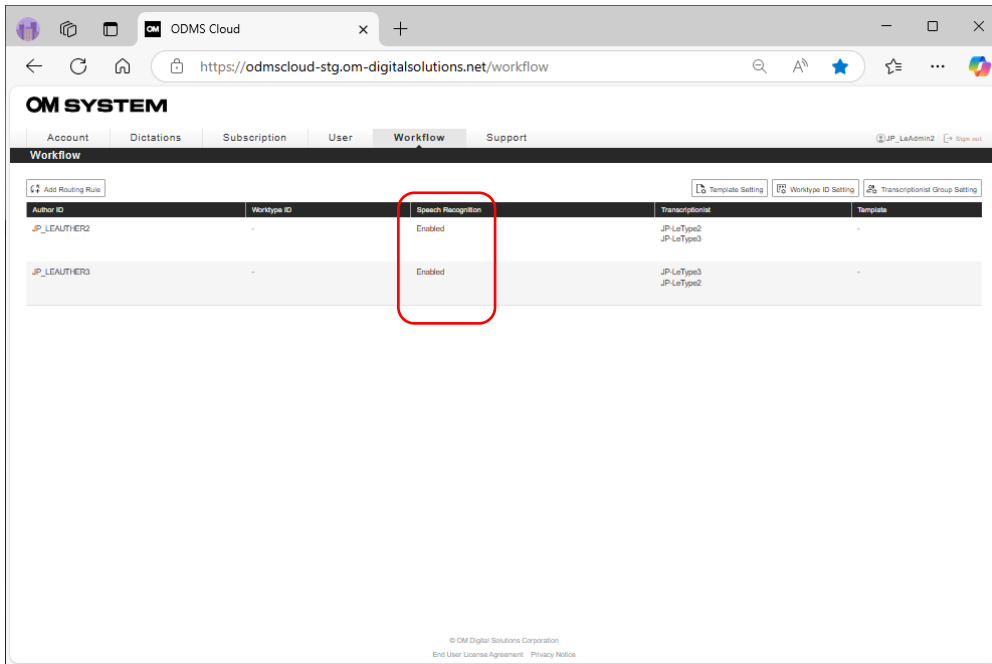 OM ODMS Cloud
https://odmscloud-stg.om-digitalsolutions.net/workflow
OM SYSTEM
Account Dictations Subscription User Workflow Support JP_LeAdmin2 Sign out
Workflow
Add Routing Rule Template Setting Worktype ID Setting Transcriptionist Group Setting
Author ID Worktype ID Speech Recognition Transcriptionist Template
JP_LEAUTHER2 - Enabled JP-LeType2 -
JP-LeType3
JP_LEAUTHER3 - Enabled JP-LeType3 -
JP-LeType2
© OM Digital Solutions Corporation
End User License Agreement Privacy Notice